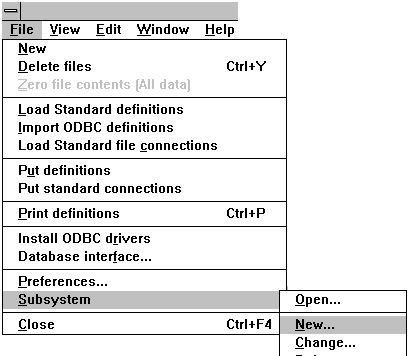 File View Edit Window Help
New
Delete files Ctrl+Y
Zero file contents (All data)
Load Standard definitions
Import ODBC definitions
Load Standard file connections
Put definitions
Put standard connections
Print definitions Ctrl+P
Install ODBC drivers
Database interface...
Preferences...
Subsystem
Close Ctrl+F4
Open...
New...
Change...